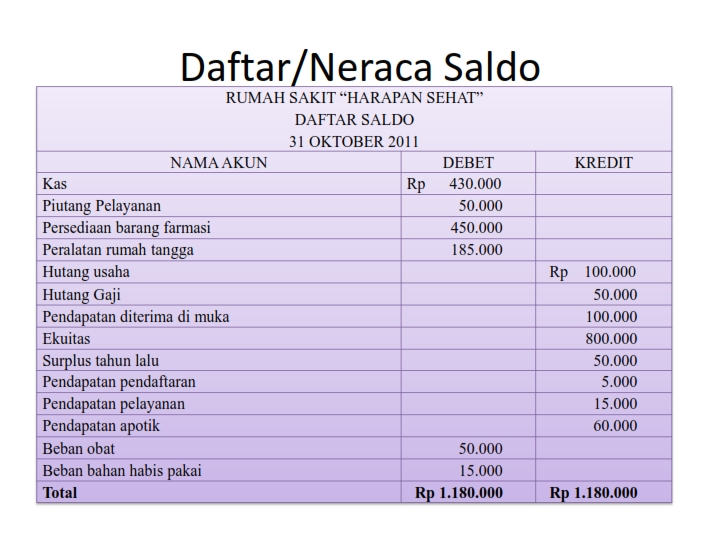 Daftar/Neraca Saldo
RUMAH SAKIT “HARAPAN SEHAT”
DAFTAR SALDO
31 OKTOBER 2011
NAMA AKUN DEBET KREDIT
Kas Rp 430.000
Piutang Pelayanan 50.000
Persediaan barang farmasi 450.000
Peralatan rumah tangga 185.000
Hutang usaha Rp 100.000
Hutang Gaji 50.000
Pendapatan diterima di muka 100.000
Ekuitas 800.000
Surplus tahun lalu 50.000
Pendapatan pendaftaran 5.000
Pendapatan pelayanan 15.000
Pendapatan apotik 60.000
Beban obat 50.000
Beban bahan habis pakai 15.000
Total Rp 1.180.000 Rp 1.180.000